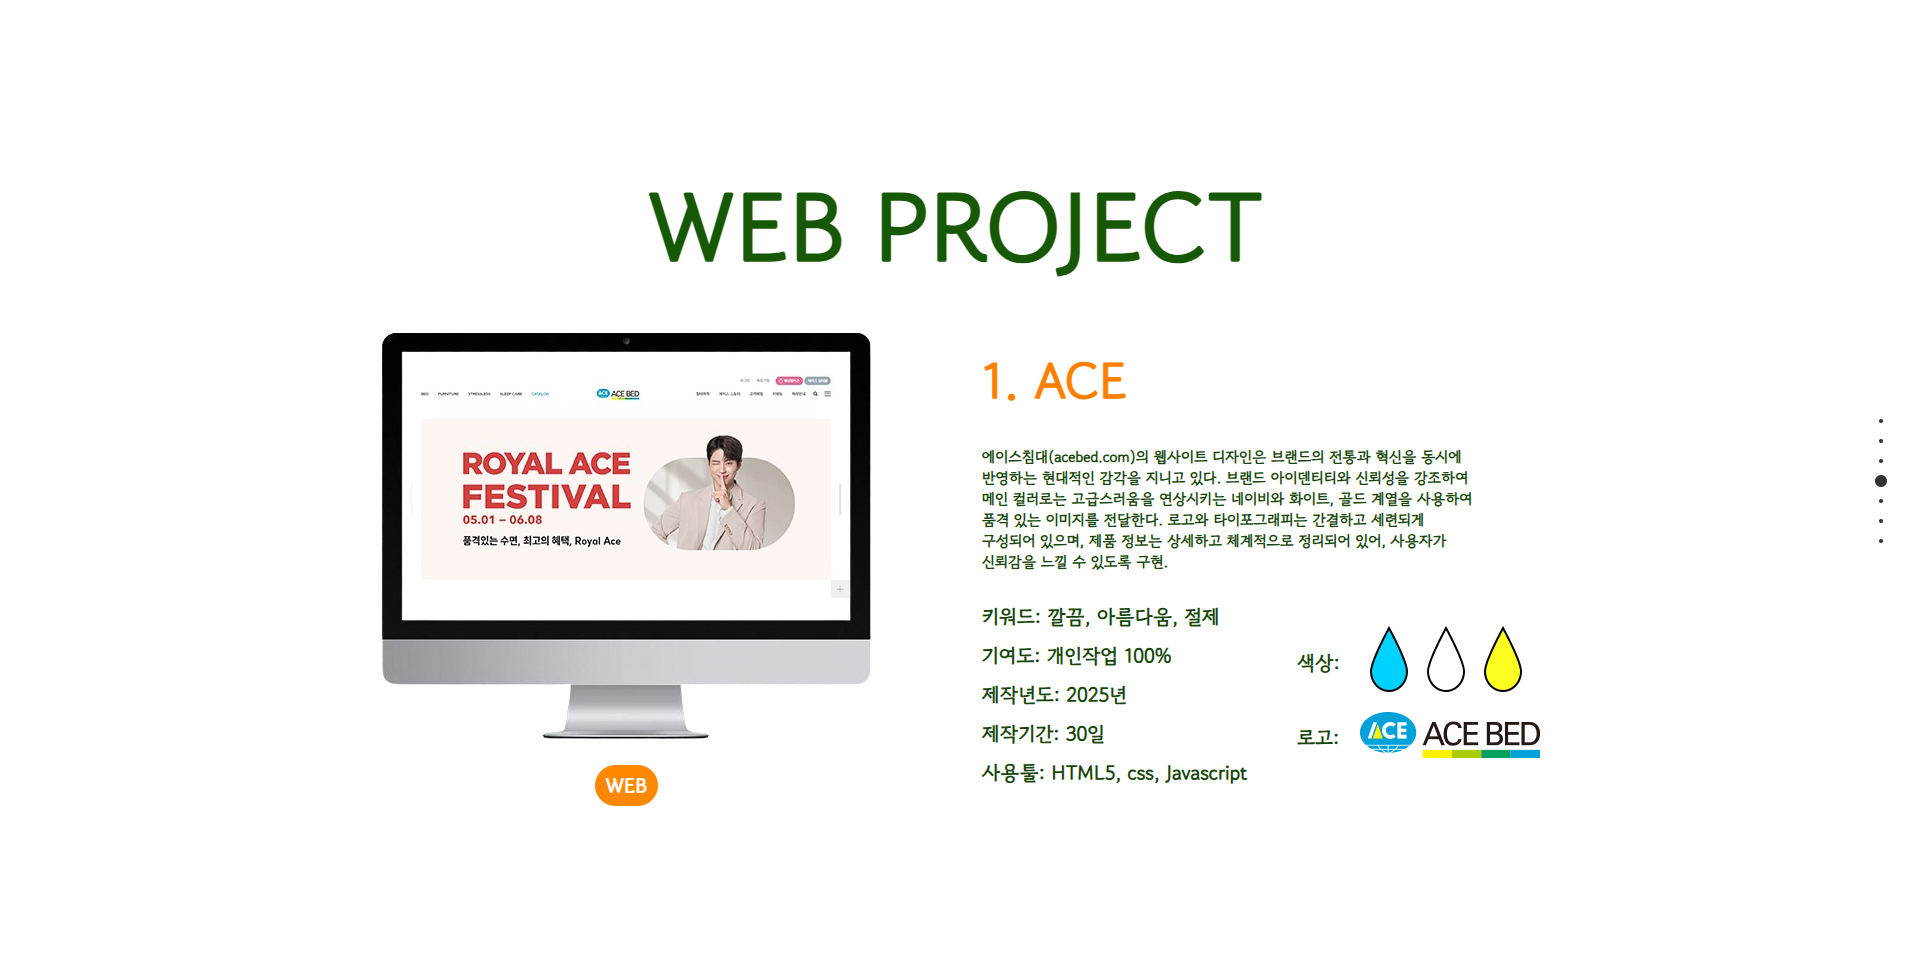 WEB PROJECT
BED FURNITURE STRESSLESS SLEEP CARE CATALOG
ACE ACE BED
ROYAL ACE
FESTIVAL
05.01 – 06.08
품격있는 수면, 최고의 혜택, Royal Ace
WEB
1. ACE
에이스침대(acebed.com)의 웹사이트 디자인은 브랜드의 전통과 혁신을 동시에
반영하는 현대적인 감각을 지니고 있다. 브랜드 아이덴티티와 신뢰성을 강조하여
메인 컬러로는 고급스러움을 연상시키는 네이비와 화이트, 골드 계열을 사용하여
품격 있는 이미지를 전달한다. 로고와 타이포그래피는 간결하고 세련되게
구성되어 있으며, 제품 정보는 상세하고 체계적으로 정리되어 있어, 사용자가
신뢰감을 느낄 수 있도록 구현.
키워드: 깔끔, 아름다움, 절제
기여도: 개인작업 100%
제작년도: 2025년
제작기간: 30일
사용툴: HTML5, css, Javascript
색상:
로고: ACE ACE BED